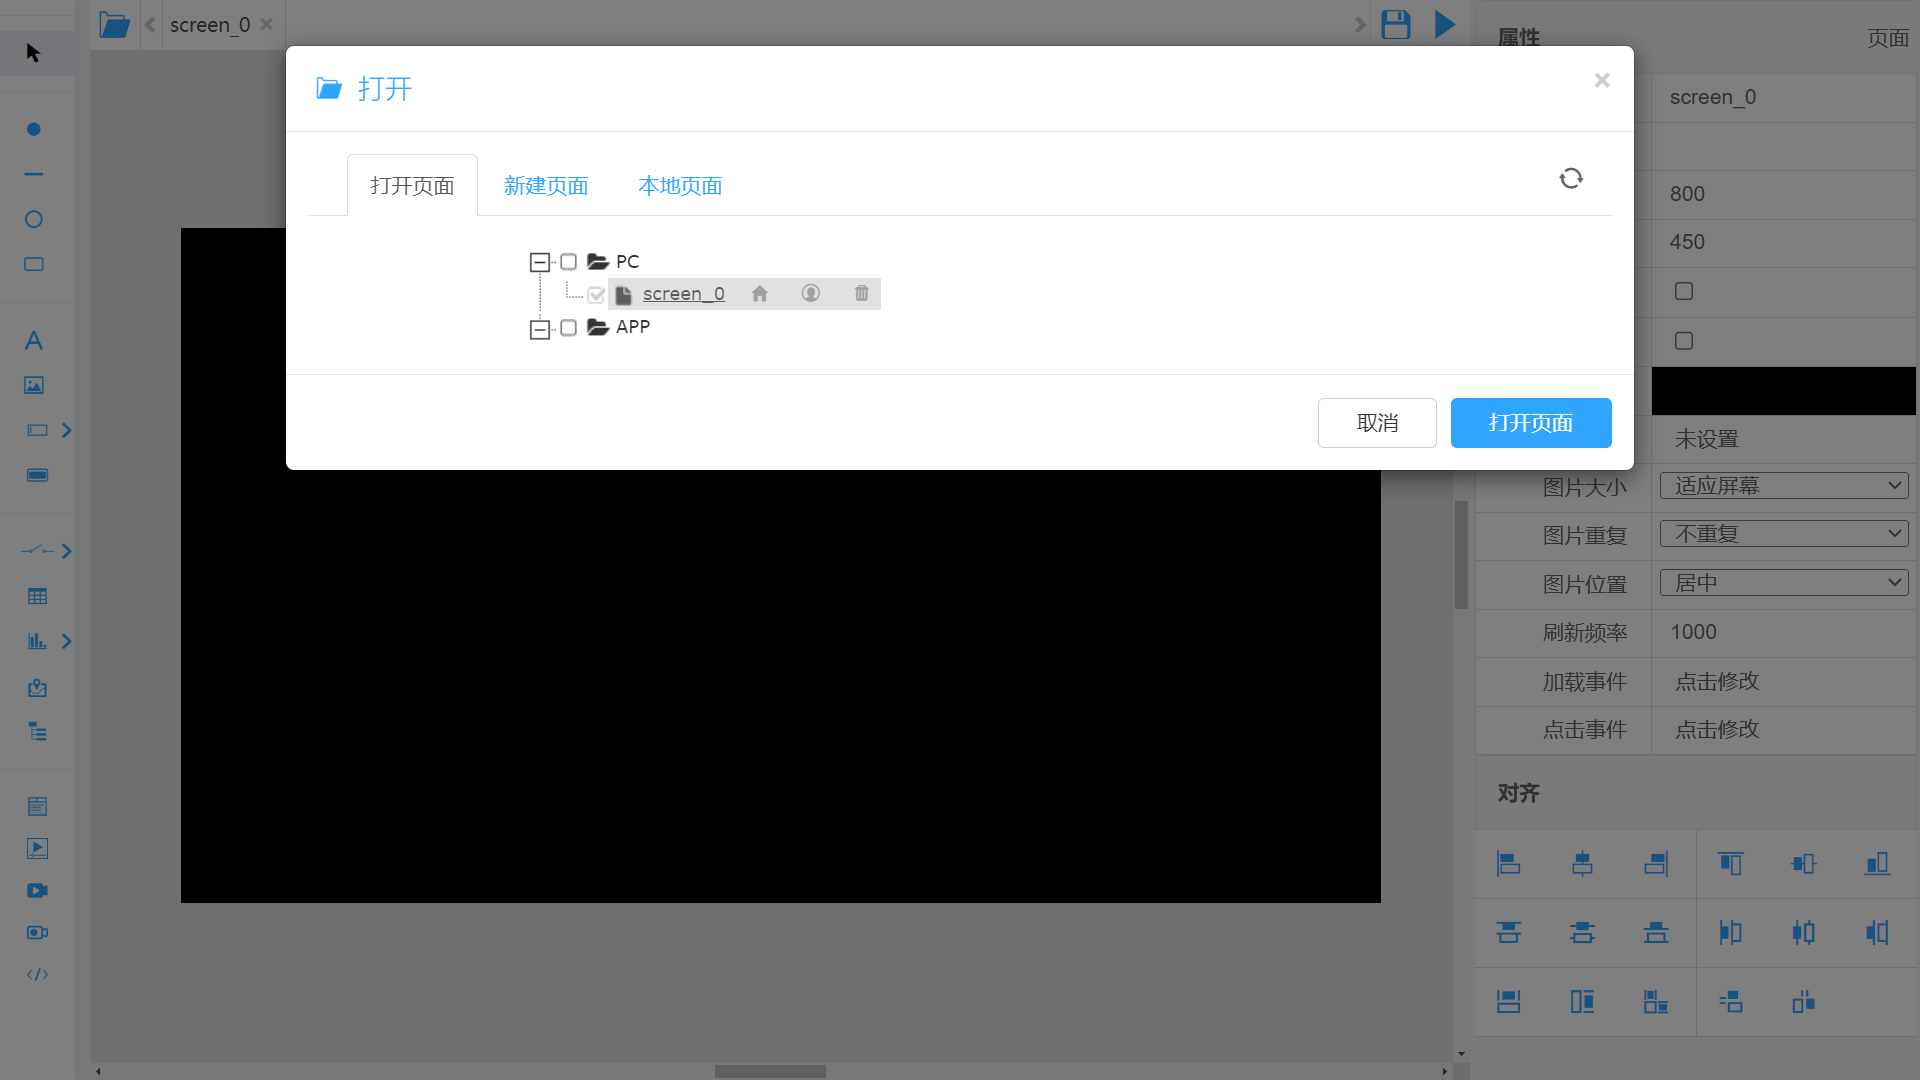 screen_0
属性
页面
打开
打开页面
新建页面
本地页面
PC
screen_0
APP
取消
打开页面
screen_0
800
450
未设置
图片大小
适应屏幕
图片重复
不重复
图片位置
居中
刷新频率
1000
加载事件
点击修改
点击事件
点击修改
对齐